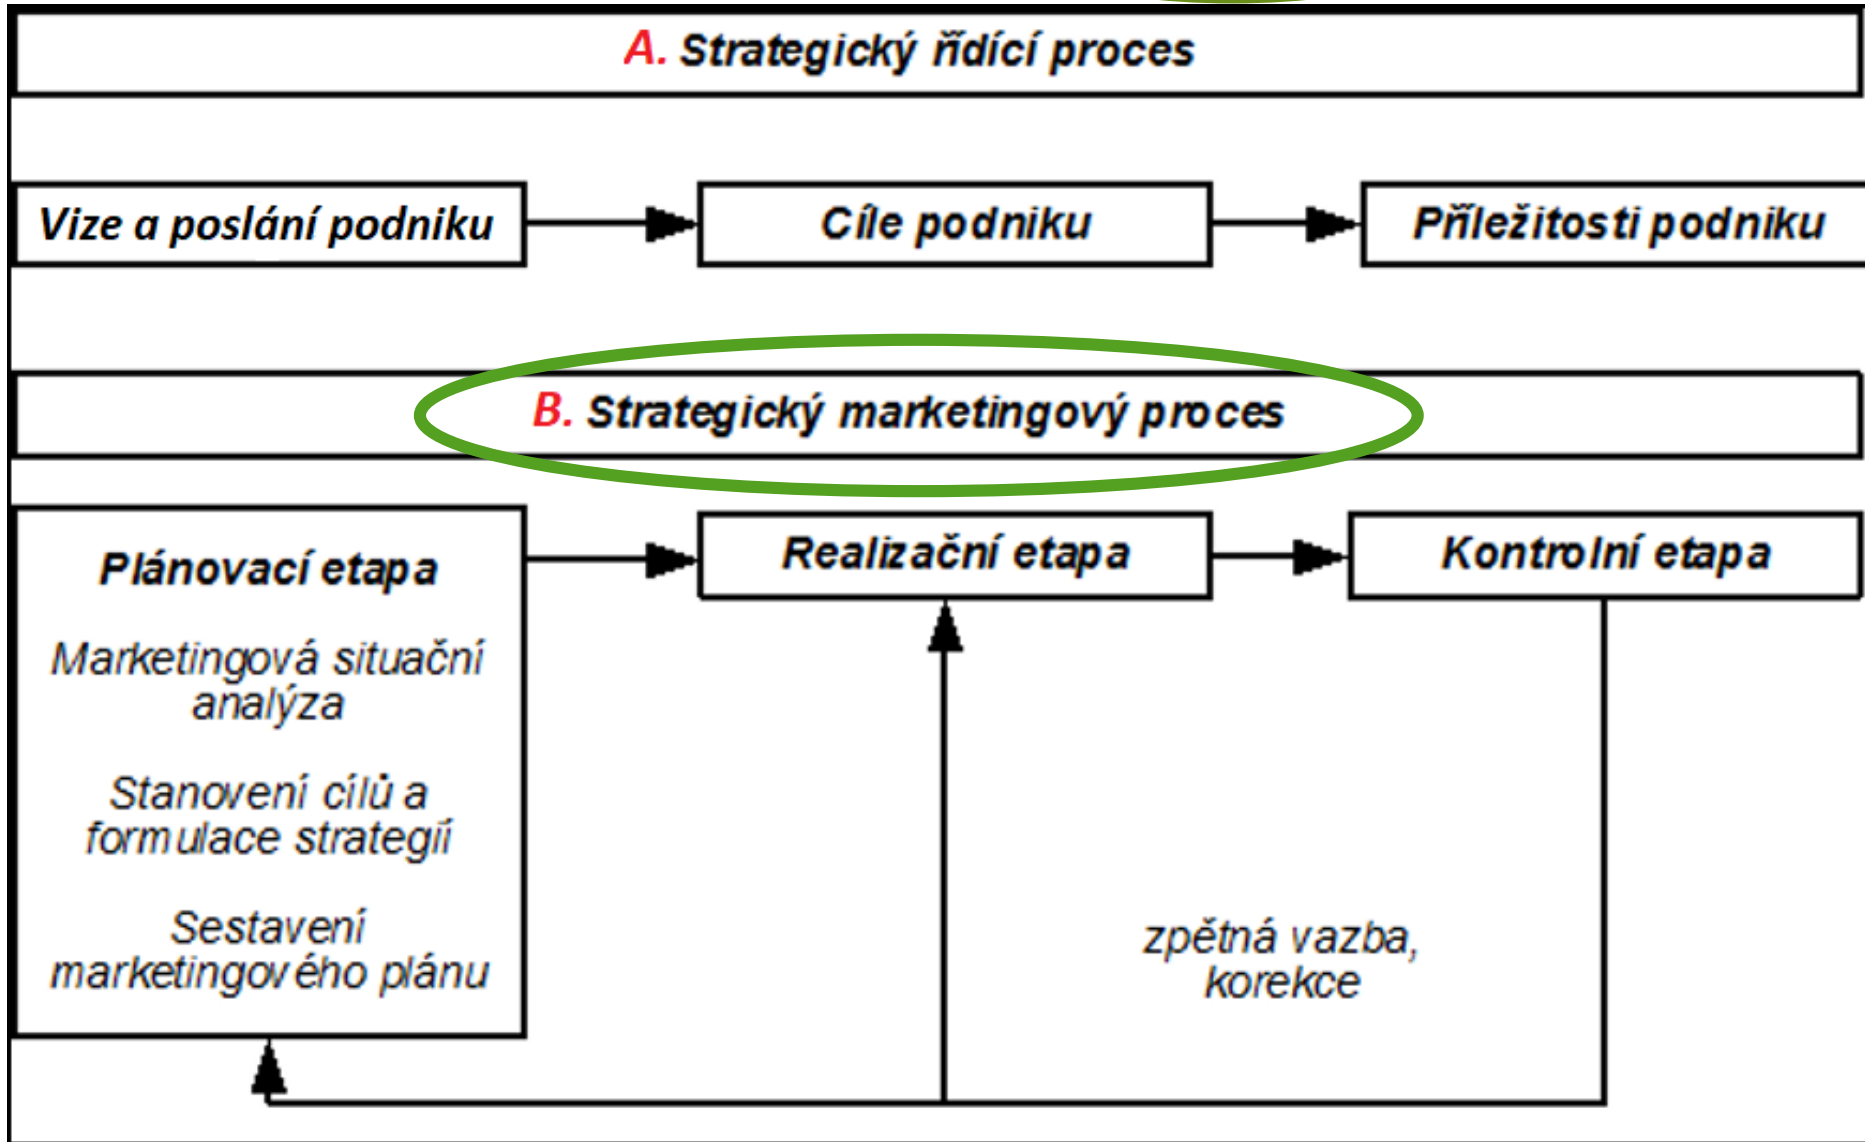 A. Strategický řídící proces
Vize a poslání podniku
Cíle podniku
Příležitosti podniku
B. Strategický marketingový proces
Plánovací etapa
Marketingová situační
analýza
Stanovení cílů a
formulace strategií
Sestavení
marketingového plánu
Realizační etapa
Kontrolní etapa
zpětná vazba,
korekce